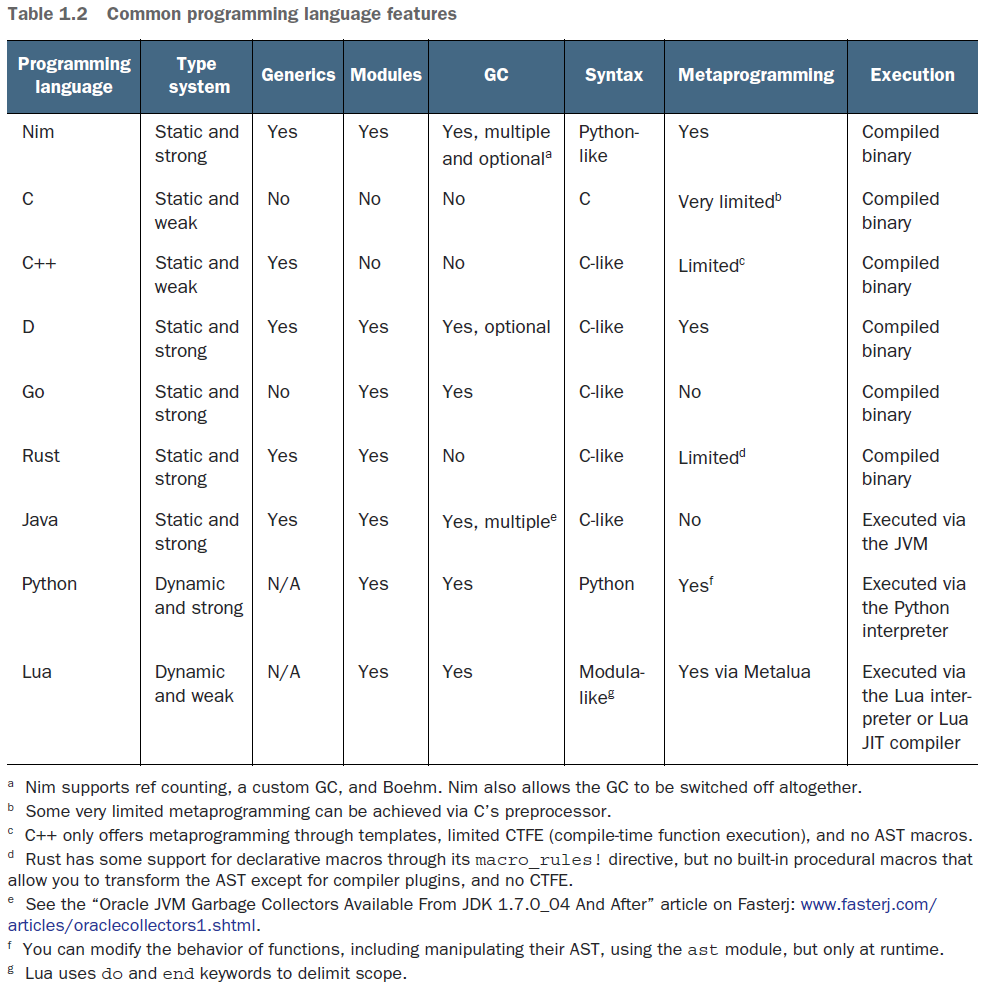 Table 1.2 Common programming language features
Programming language | Type system | Generics | Modules | GC | Syntax | Metaprogramming | Execution
Nim | Static and strong | Yes | Yes | Yes, multiple and optionalᵃ | Python-like | Yes | Compiled binary
C | Static and weak | No | No | No | C | Very limitedᵇ | Compiled binary
C++ | Static and weak | Yes | No | No | C-like | Limitedᶜ | Compiled binary
D | Static and strong | Yes | Yes | Yes, optional | C-like | Yes | Compiled binary
Go | Static and strong | No | Yes | Yes | C-like | No | Compiled binary
Rust | Static and strong | Yes | Yes | No | C-like | Limitedᵈ | Compiled binary
Java | Static and strong | Yes | Yes | Yes, multipleᵉ | C-like | No | Executed via the JVM
Python | Dynamic and strong | N/A | Yes | Yes | Python | Yesᶠ | Executed via the Python interpreter
Lua | Dynamic and weak | N/A | Yes | Yes | Modula-likeᵍ | Yes via Metalua | Executed via the Lua inter-preter or Lua JIT compiler
ᵃ Nim supports ref counting, a custom GC, and Boehm. Nim also allows the GC to be switched off altogether.
ᵇ Some very limited metaprogramming can be achieved via C's preprocessor.
ᶜ C++ only offers metaprogramming through templates, limited CTFE (compile-time function execution), and no AST macros.
ᵈ Rust has some support for declarative macros through its macro_rules! directive, but no built-in procedural macros that
allow you to transform the AST except for compiler plugins, and no CTFE.
ᵉ See the “Oracle JVM Garbage Collectors Available From JDK 1.7.0_04 And After” article on Fasterj: www.fasterj.com/
articles/oraclecollectors1.shtml.
ᶠ You can modify the behavior of functions, including manipulating their AST, using the ast module, but only at runtime.
ᵍ Lua uses do and end keywords to delimit scope.